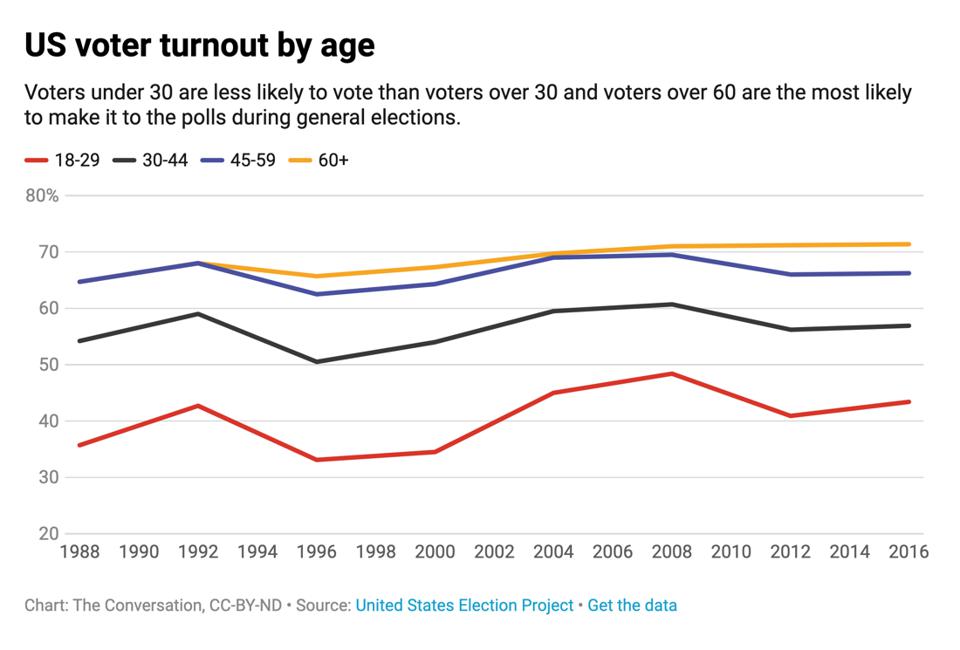 US voter turnout by age
Voters under 30 are less likely to vote than voters over 30 and voters over 60 are the most likely
to make it to the polls during general elections.
18-29 30-44 45-59 60+
80%
70
60
50
40
30
20
1988 1990 1992 1994 1996 1998 2000 2002 2004 2006 2008 2010 2012 2014 2016
Chart: The Conversation, CC-BY-ND • Source: United States Election Project • Get the data